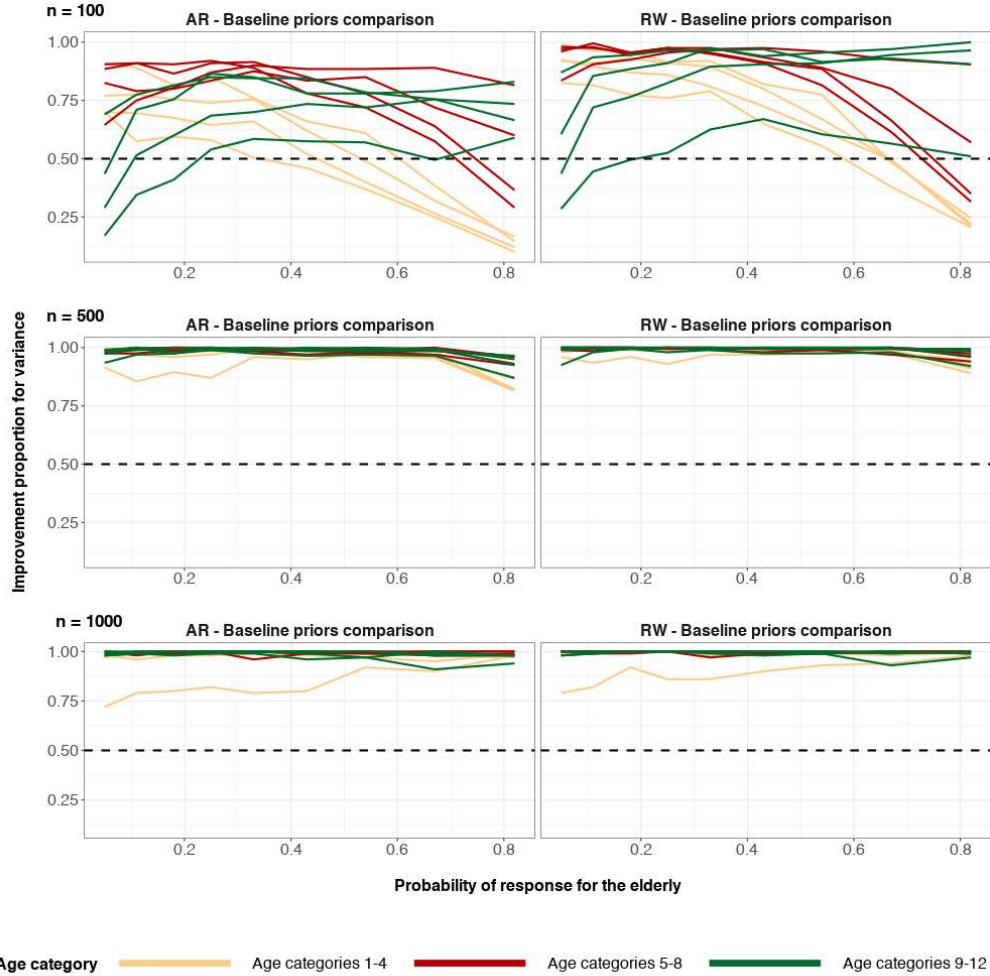 n = 100
AR - Baseline priors comparison
RW - Baseline priors comparison
1.00
0.75
0.50
0.25
0.2 0.4 0.6 0.8
0.2 0.4 0.6 0.8
n = 500
AR - Baseline priors comparison
RW - Baseline priors comparison
1.00
0.75
0.50
0.25
0.2 0.4 0.6 0.8
0.2 0.4 0.6 0.8
Improvement proportion for variance
n = 1000
AR - Baseline priors comparison
RW - Baseline priors comparison
1.00
0.75
0.50
0.25
0.2 0.4 0.6 0.8
0.2 0.4 0.6 0.8
Probability of response for the elderly
Age category Age categories 1-4 Age categories 5-8 Age categories 9-12